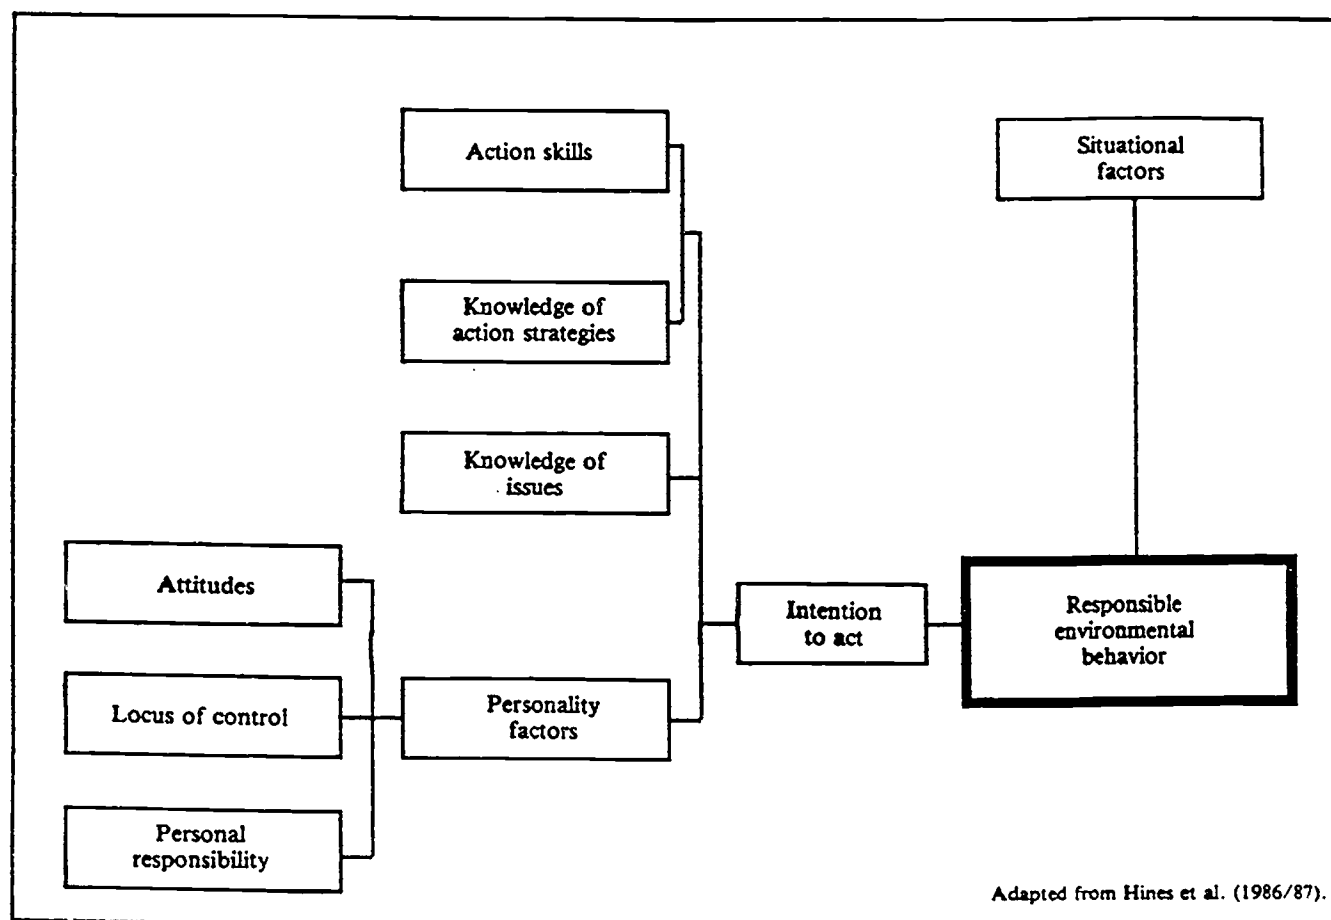 Action skills
Situational
factors
Knowledge of
action strategies
Knowledge of
issues
Attitudes
Intention
to act
Responsible
environmental
behavior
Locus of control
Personality
factors
Personal
responsibility
Adapted from Hines et al. (1986/87).